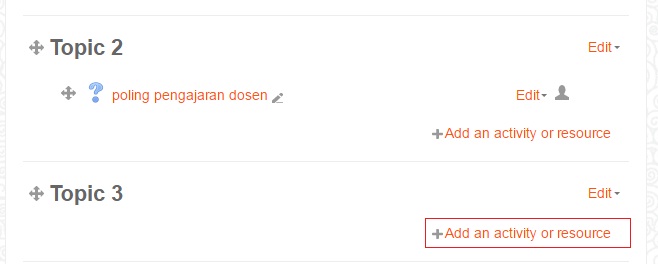 Topic 2
Edit
poling pengajaran dosen
Edit
Add an activity or resource
Topic 3
Edit
Add an activity or resource